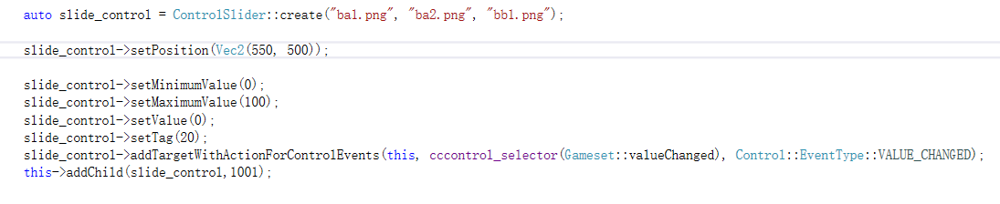 auto slide_control = ControlSlider::create("ba1.png", "ba2.png", "bb1.png");
slide_control->setPosition(Vec2(550, 500));
slide_control->setMinimumValue(0);
slide_control->setMaximumValue(100);
slide_control->setValue(0);
slide_control->setTag(20);
slide_control->addTargetWithActionForControlEvents(this, cccontrol_selector(Gameset::valueChanged), Control::EventType::VALUE_CHANGED);
this->addChild(slide_control,1001);